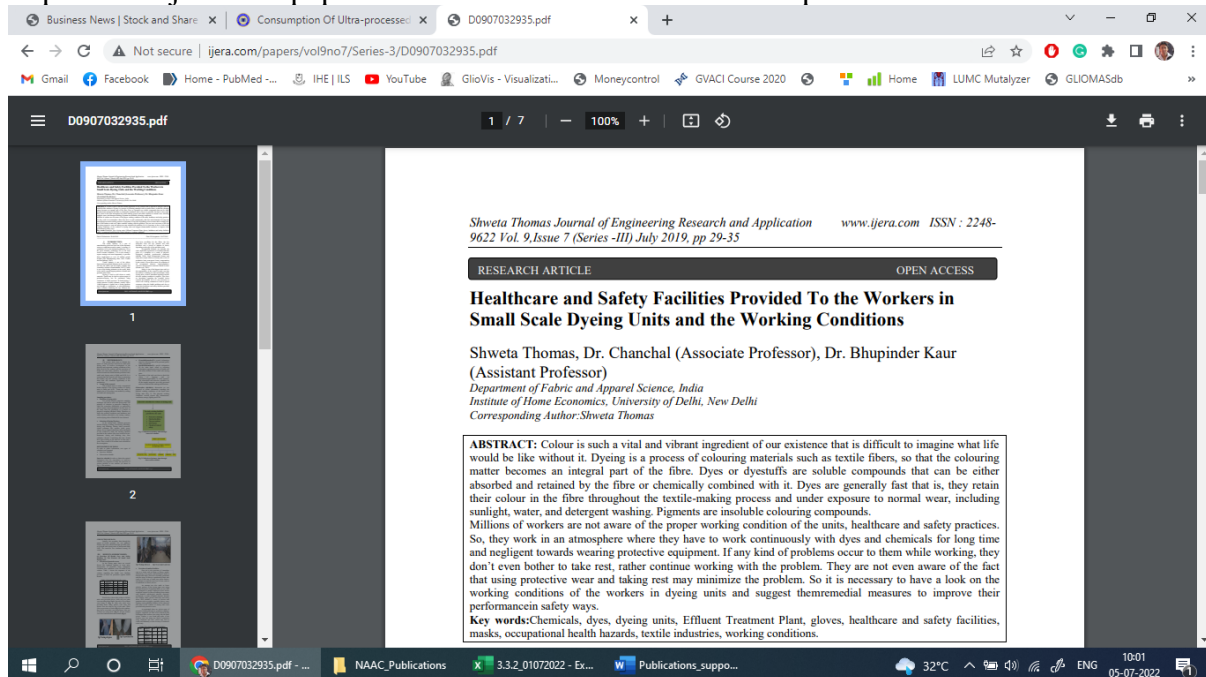 Business News | Stock and Share
Consumption Of Ultra-processed
D0907032935.pdf
Not secure | ijera.com/papers/vol9no7/Series-3/D0907032935.pdf
Gmail Facebook Home - PubMed -... IHE | ILS YouTube GlioVis - Visualizati... Moneycontrol GVACI Course 2020 Home LUMC Mutalyzer GLIOMASdb »
D0907032935.pdf 1 / 7 100%
Shweta Thomas Journal of Engineering Research and Application www.ijera.com ISSN : 2248-
9622 Vol. 9,Issue 7 (Series -III) July 2019, pp 29-35
RESEARCH ARTICLE OPEN ACCESS
Healthcare and Safety Facilities Provided To the Workers in
Small Scale Dyeing Units and the Working Conditions
Shweta Thomas, Dr. Chanchal (Associate Professor), Dr. Bhupinder Kaur
(Assistant Professor)
Department of Fabric and Apparel Science, India
Institute of Home Economics, University of Delhi, New Delhi
Corresponding Author:Shweta Thomas
ABSTRACT: Colour is such a vital and vibrant ingredient of our existence that is difficult to imagine what life
would be like without it. Dyeing is a process of colouring materials such as textile fibers, so that the colouring
matter becomes an integral part of the fibre. Dyes or dyestuffs are soluble compounds that can be either
absorbed and retained by the fibre or chemically combined with it. Dyes are generally fast that is, they retain
their colour in the fibre throughout the textile-making process and under exposure to normal wear, including
sunlight, water, and detergent washing. Pigments are insoluble colouring compounds.
Millions of workers are not aware of the proper working condition of the units, healthcare and safety practices.
So, they work in an atmosphere where they have to work continuously with dyes and chemicals for long time
and negligent towards wearing protective equipment. If any kind of problems occur to them while working, they
don't even bother to take rest, rather continue working with the problem. They are not even aware of the fact
that using protective wear and taking rest may minimize the problem. So it is necessary to have a look on the
working conditions of the workers in dyeing units and suggest themremedial measures to improve their
performancein safety ways.
Key words:Chemicals, dyes, dyeing units, Effluent Treatment Plant, gloves, healthcare and safety facilities,
masks, occupational health hazards, textile industries, working conditions.
1
2
D0907032935.pdf - ... NAAC_Publications 3.3.2_01072022 - Ex... Publications_suppo... 32°C ENG 10:01
05-07-2022